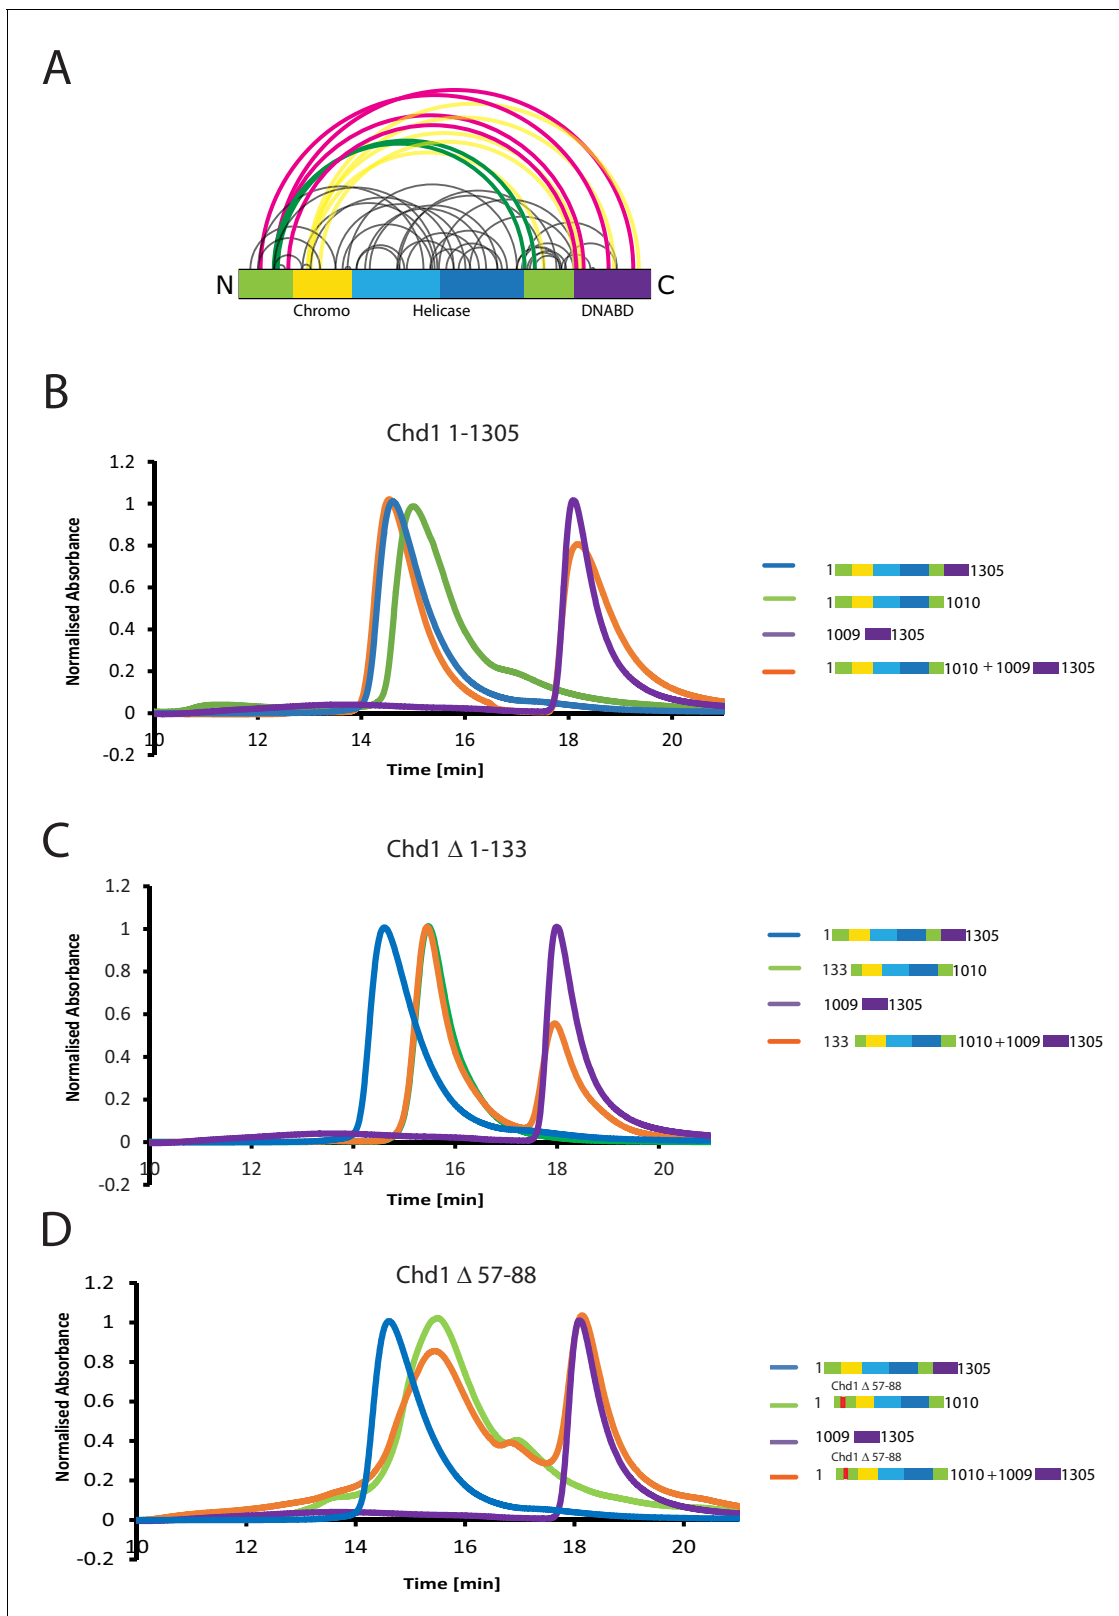 A
N
C
Chromo
Helicase
DNABD
B
Chd1 1-1305
Normalised Absorbance
1.2
1
0.8
0.6
0.4
0.2
0
-0.2
10
12
14
16
18
20
Time [min]
1 1305
1 1010
1009 1305
1 1010 + 1009 1305
C
Chd1 Δ 1-133
Normalised Absorbance
1.2
1
0.8
0.6
0.4
0.2
0
-0.2
10
12
14
16
18
20
Time [min]
1 1305
133 1010
1009 1305
133 1010+1009 1305
D
Chd1 Δ 57-88
Normalised Absorbance
1.2
1
0.8
0.6
0.4
0.2
0
-0.2
10
12
14
16
18
20
Time [min]
1 1305
Chd1 Δ 57-88
1 1010
1009 1305
Chd1 Δ 57-88
1 1010+1009 1305